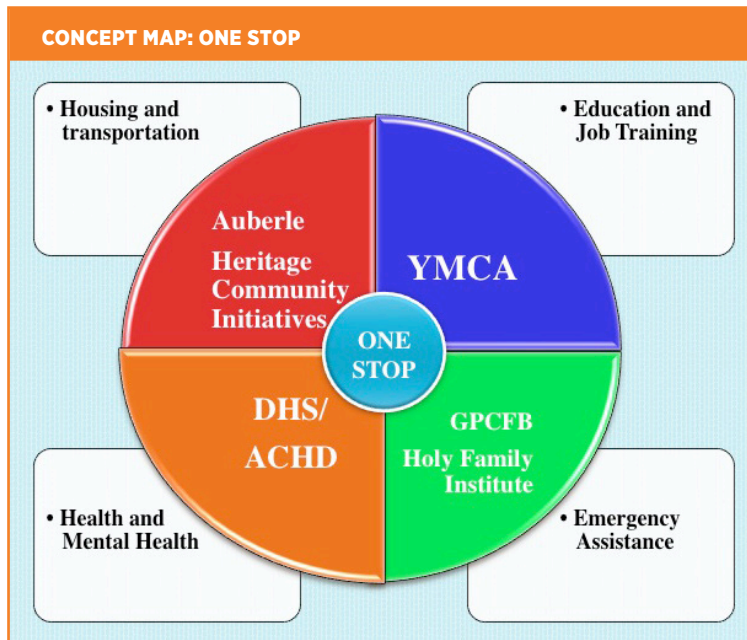 CONCEPT MAP: ONE STOP
• Housing and
transportation
• Education and
Job Training
Auberle
Heritage
Community
Initiatives
YMCA
ONE
STOP
DHS/
ACHD
GPCFB
Holy Family
Institute
• Health and
Mental Health
• Emergency
Assistance